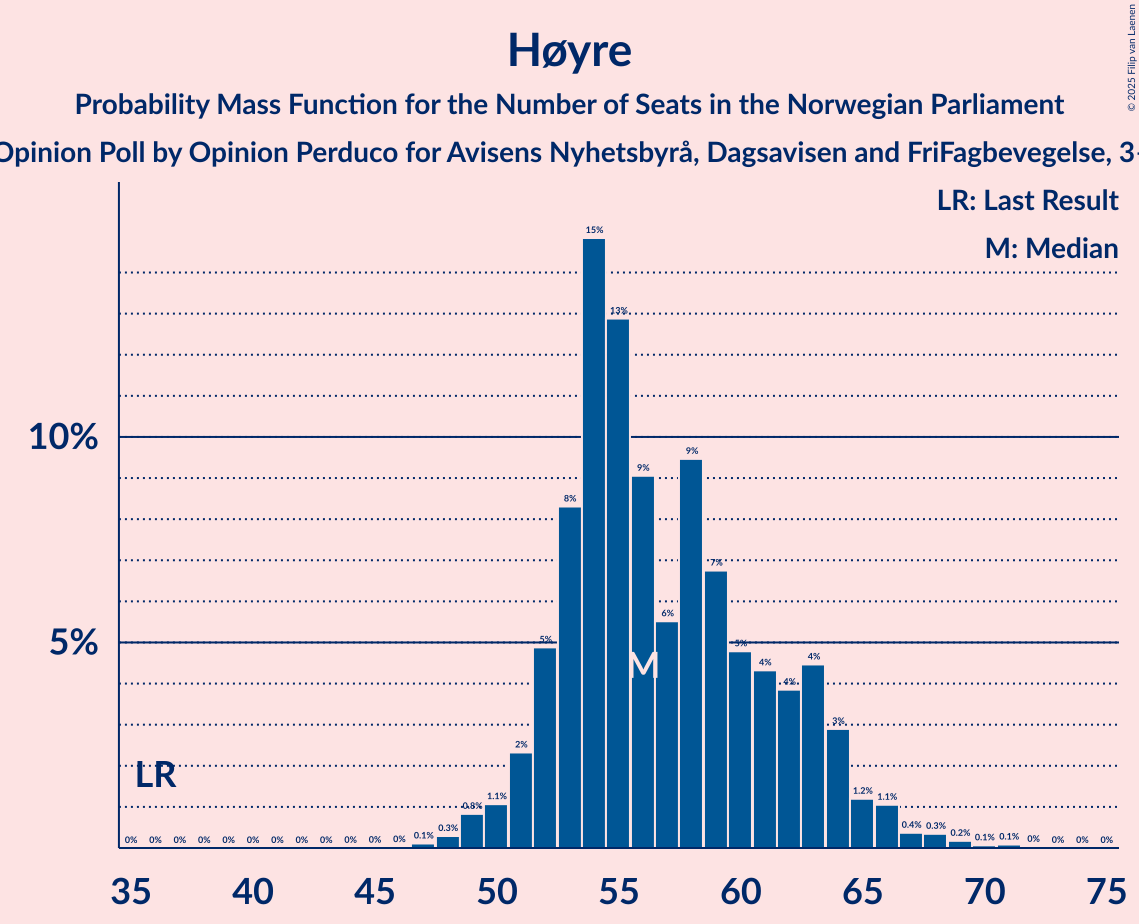 Høyre
Probability Mass Function for the Number of Seats in the Norwegian Parliament
Opinion Poll by Opinion Perduco for Avisens Nyhetsbyrå, Dagsavisen and FriFagbevegelse, 3-
© 2025 Filip van Laenen
LR: Last Result
M: Median
15%
13%
10%
9%
9%
8%
7%
6%
5%
5%
5%
M
4%
4%
4%
3%
2%
LR
1.2%
1.1%
1.1%
0.8%
0.4%
0.3%
0.3%
0.2%
0.1%
0.1%
0.1%
0% 0% 0% 0% 0% 0% 0% 0% 0% 0% 0% 0% 0% 0% 0% 0%
35 40 45 50 55 60 65 70 75